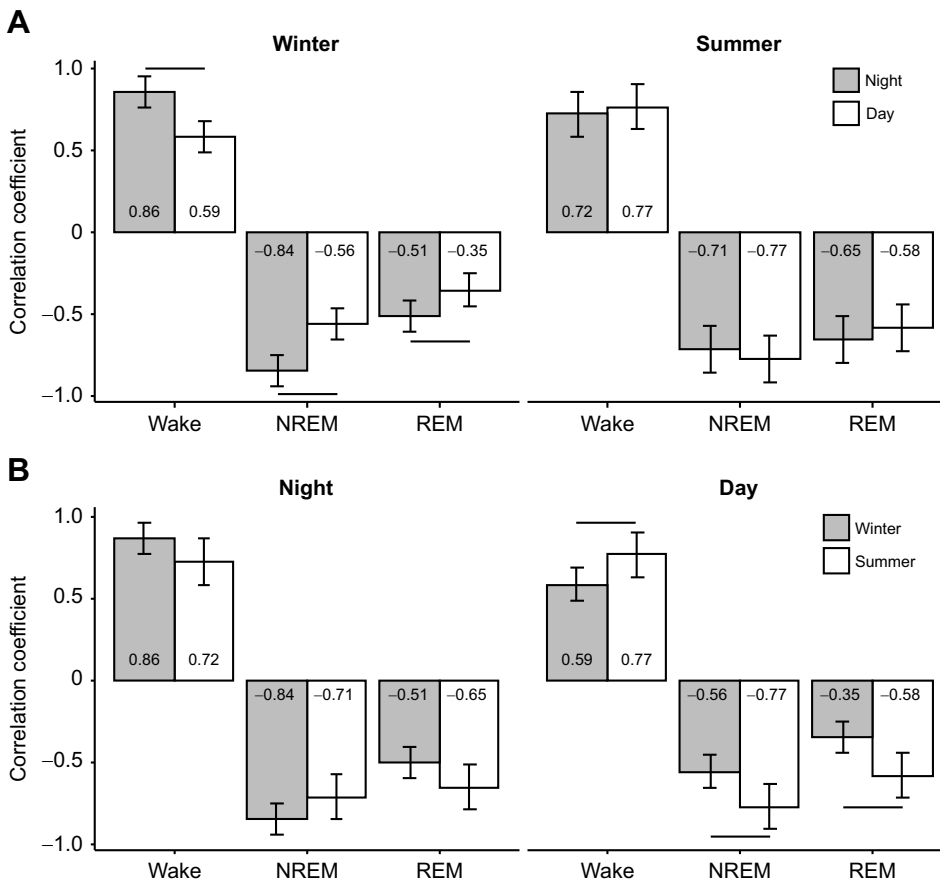 A
Winter
Summer
Correlation coefficient
1.0
0.5
0
−0.5
−1.0
Night
Day
0.86
0.59
−0.84
−0.56
−0.51
−0.35
0.72
0.77
−0.71
−0.77
−0.65
−0.58
Wake
NREM
REM
Wake
NREM
REM
B
Night
Day
Correlation coefficient
1.0
0.5
0
−0.5
−1.0
Winter
Summer
0.86
0.72
−0.84
−0.71
−0.51
−0.65
0.59
0.77
−0.56
−0.77
−0.35
−0.58
Wake
NREM
REM
Wake
NREM
REM